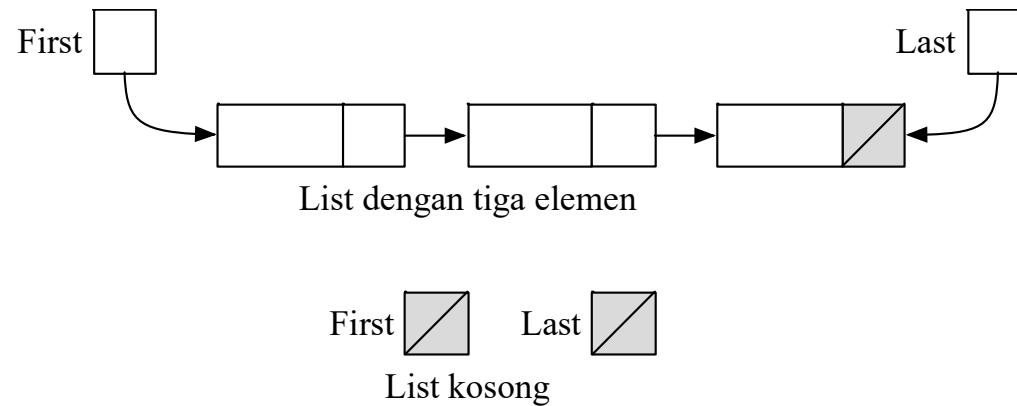 First
Last
List dengan tiga elemen
First Last
List kosong